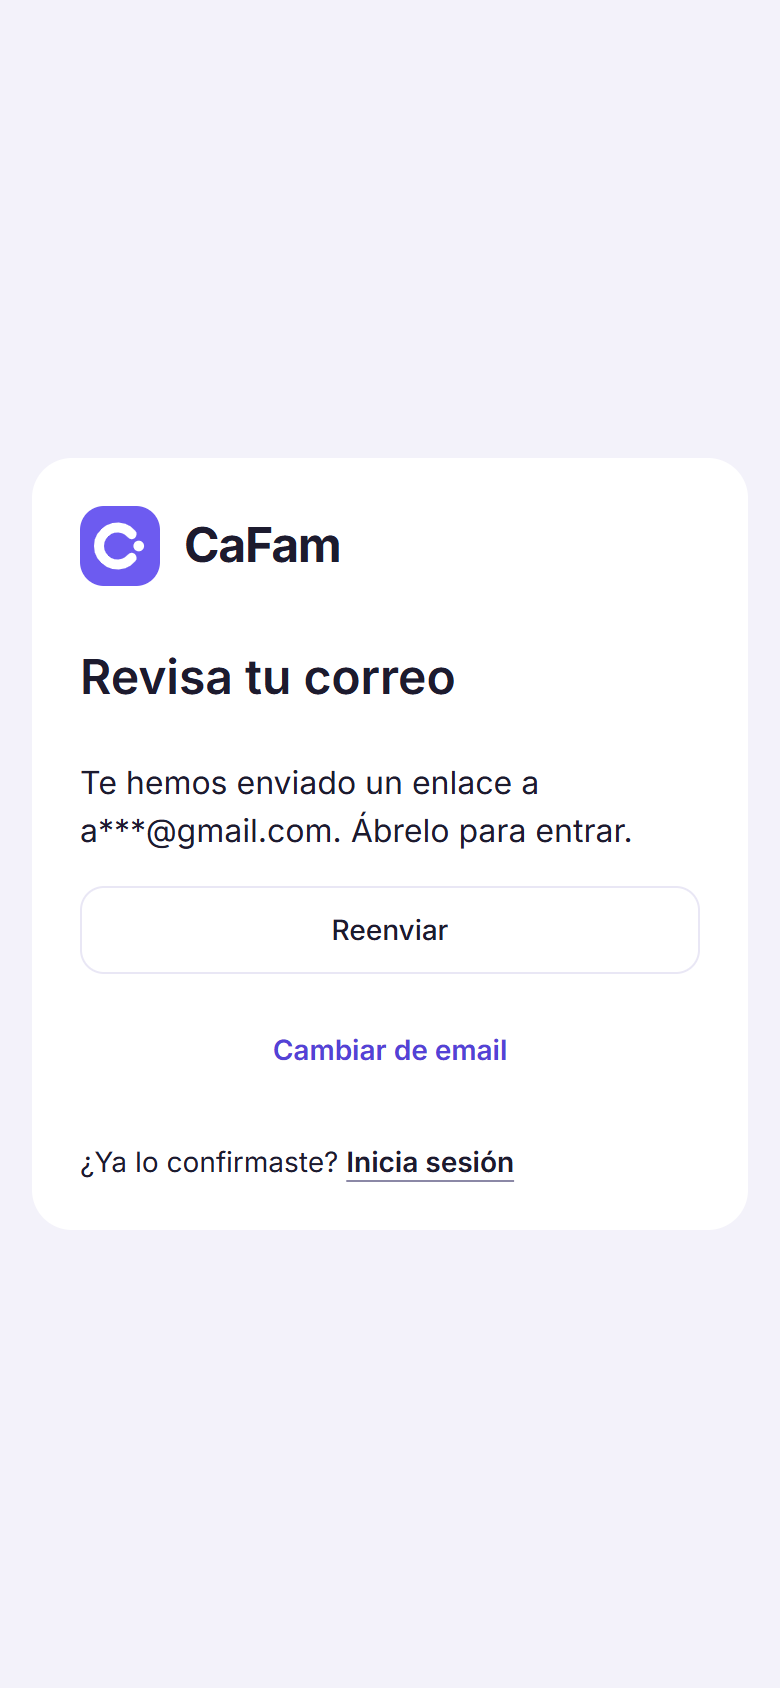 CaFam
Revisa tu correo
Te hemos enviado un enlace a
a***@gmail.com. Ábrelo para entrar.
Reenviar
Cambiar de email
¿Ya lo confirmaste? Inicia sesión